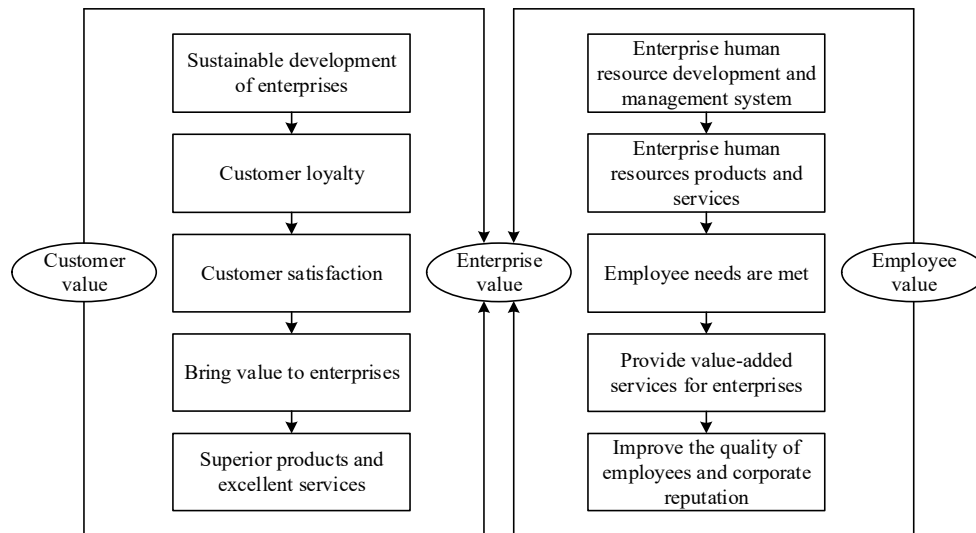 Sustainable development
of enterprises
Customer loyalty
Customer satisfaction
Bring value to enterprises
Superior products and
excellent services
Customer
value
Enterprise
value
Enterprise human
resource development and
management system
Enterprise human
resources products and
services
Employee needs are met
Provide value-added
services for enterprises
Improve the quality of
employees and corporate
reputation
Employee
value